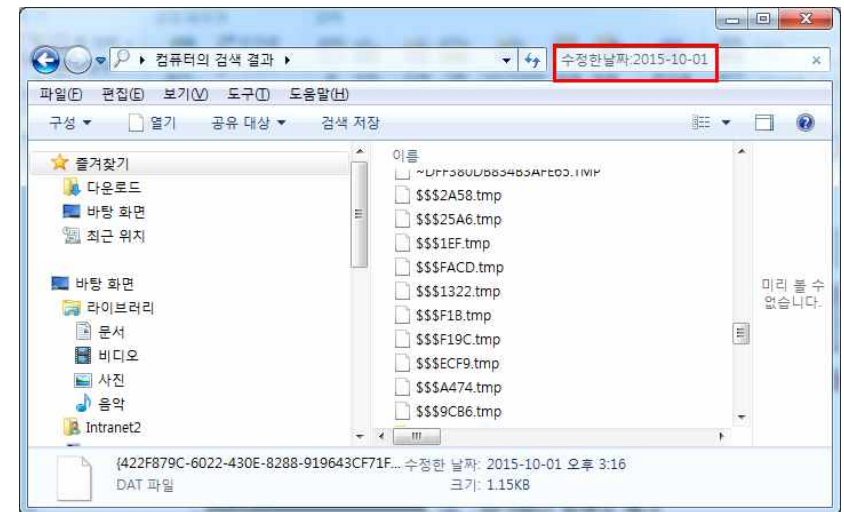 컴퓨터의 검색 결과
수정한날짜:2015-10-01
파일(F) 편집(E) 보기(V) 도구(T) 도움말(H)
구성 열기 공유 대상 검색 저장
즐겨찾기
다운로드
바탕 화면
최근 위치
바탕 화면
라이브러리
문서
비디오
사진
음악
Intranet2
이름
~DFF380DB834B3AFE65.TMP
$$$2A58.tmp
$$$25A6.tmp
$$$1EF.tmp
$$$FACD.tmp
$$$1322.tmp
$$$F1B.tmp
$$$F19C.tmp
$$$ECF9.tmp
$$$A474.tmp
$$$9CB6.tmp
미리 볼 수
없습니다.
{422F879C-6022-430E-8288-919643CF71F... 수정한 날짜: 2015-10-01 오후 3:16
DAT 파일 크기: 1.15KB